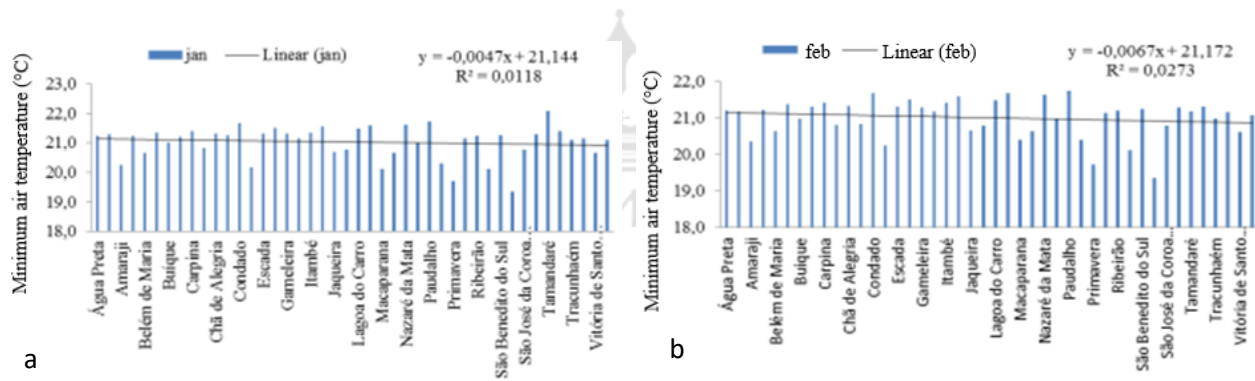 jan Linear (jan)
y = -0,0047x + 21,144
R² = 0,0118
Minimum air temperature (°C)
23,0
22,0
21,0
20,0
19,0
18,0
Água Preta
Amaraji
Belém de Maria
Buíque
Carpina
Chã de Alegria
Condado
Escada
Gameleira
Itambé
Jaqueira
Lagoa do Carro
Macaparana
Nazaré da Mata
Paudalho
Primavera
Ribeirão
São Benedito do Sul
São José da Coroa…
Tamandaré
Tracunhaém
Vitória de Santo…
a
feb Linear (feb)
y = -0,0067x + 21,172
R² = 0,0273
Minimum air temperature (°C)
22,0
21,0
20,0
19,0
18,0
Água Preta
Amaraji
Belém de Maria
Buíque
Carpina
Chã de Alegria
Condado
Escada
Gameleira
Itambé
Jaqueira
Lagoa do Carro
Macaparana
Nazaré da Mata
Paudalho
Primavera
Ribeirão
São Benedito do Sul
São José da Coroa…
Tamandaré
Tracunhaém
Vitória de Santo…
b